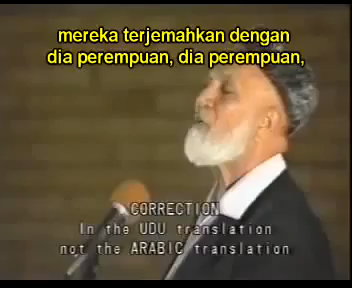 mereka terjemahkan dengan
dia perempuan, dia perempuan,
CORRECTION
In the UDU translation
not the ARABIC translation